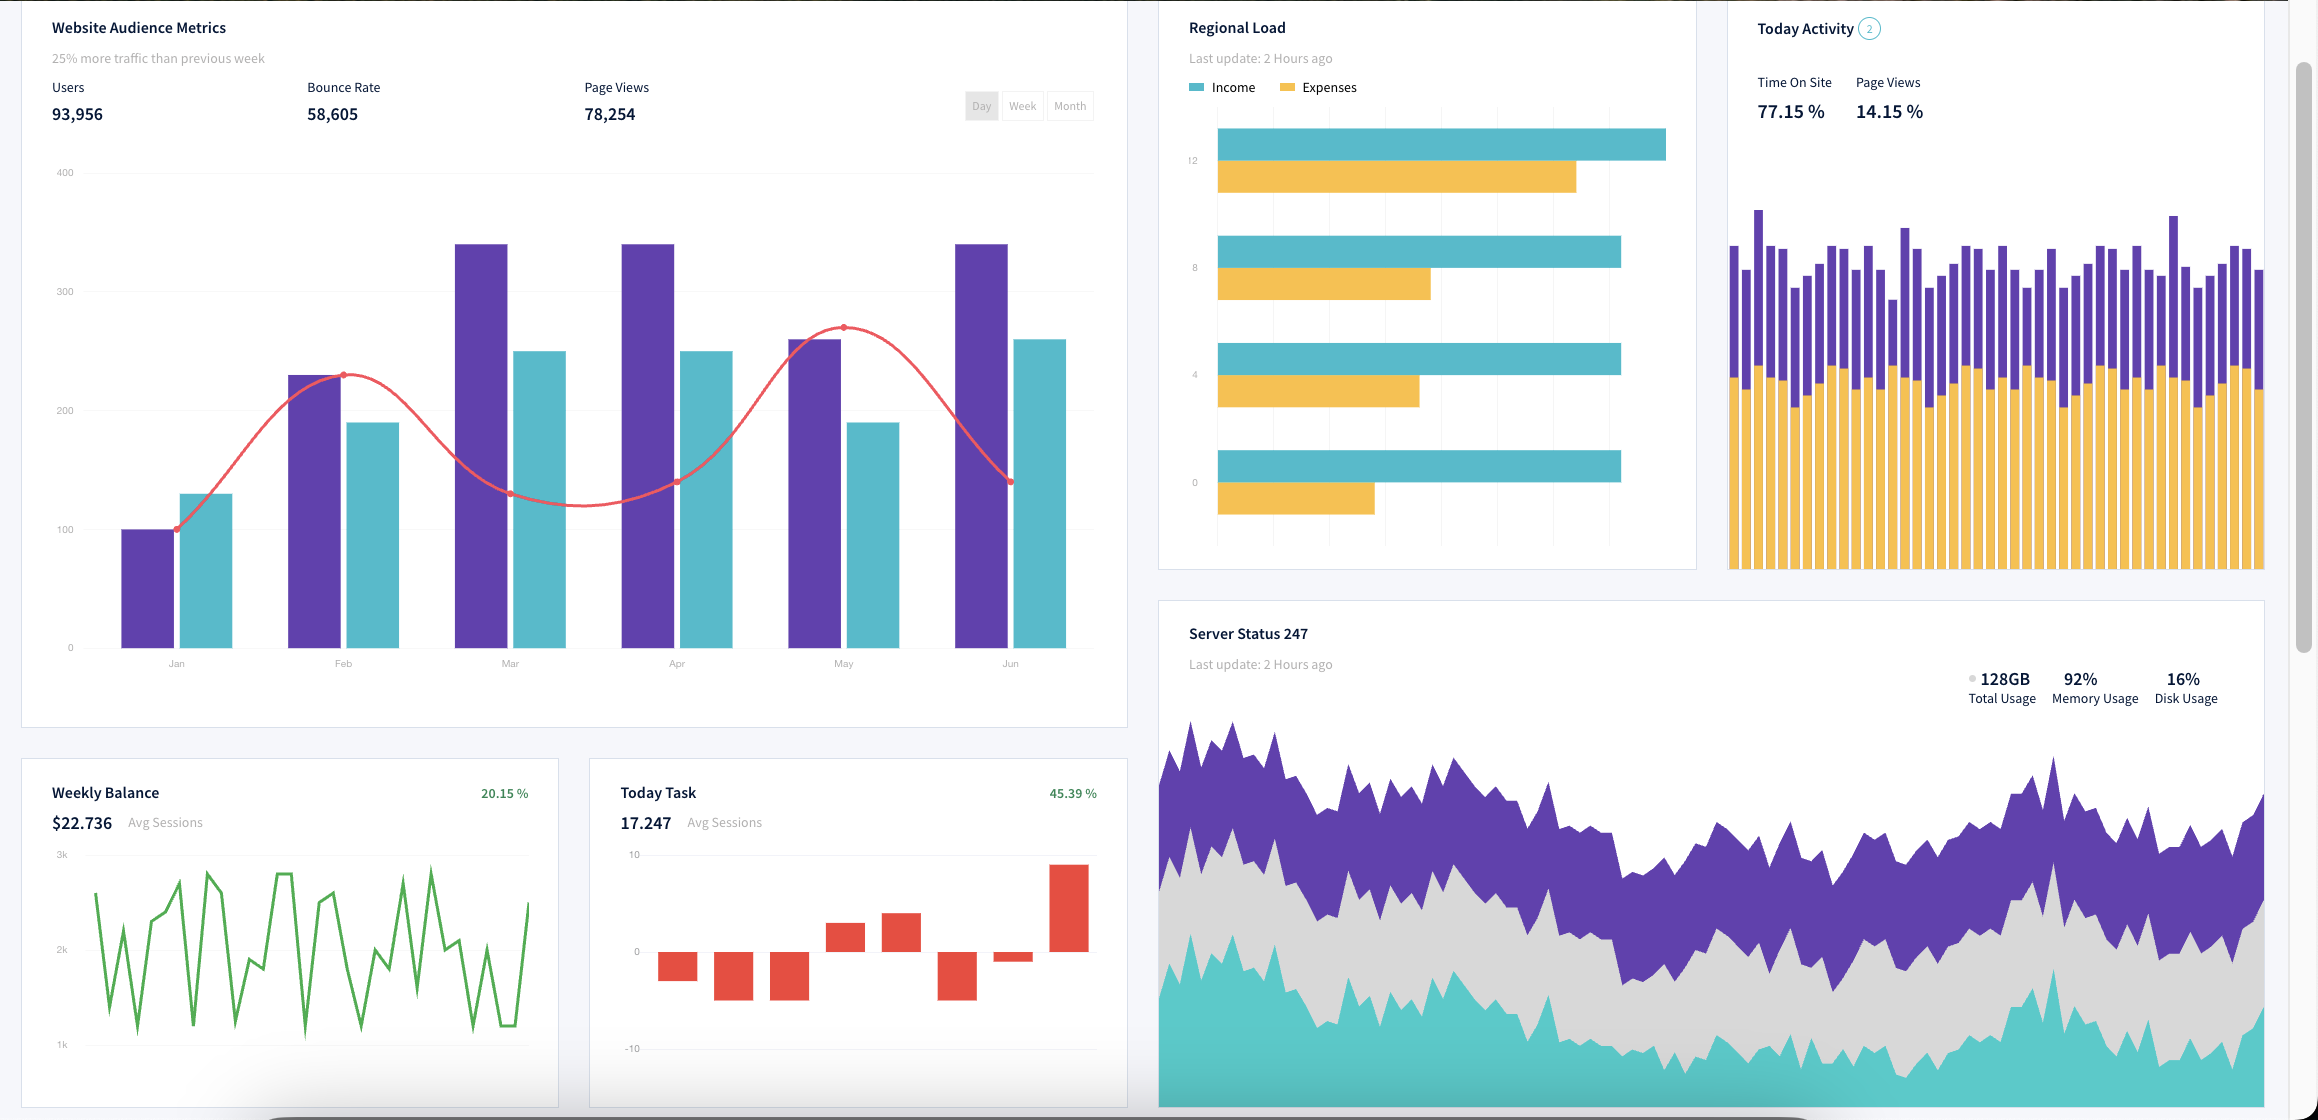 Website Audience Metrics
25% more traffic than previous week
Users Bounce Rate Page Views
93,956 58,605 78,254
Day Week Month
400
300
200
100
0
Jan Feb Mar Apr May Jun
Regional Load
Last update: 2 Hours ago
Income Expenses
12
8
4
0
Today Activity 2
Time On Site Page Views
77.15 % 14.15 %
Weekly Balance 20.15 %
$22.736 Avg Sessions
3k
2k
1k
Today Task 45.39 %
17.247 Avg Sessions
10
0
-10
Server Status 247
Last update: 2 Hours ago
128GB 92% 16%
Total Usage Memory Usage Disk Usage